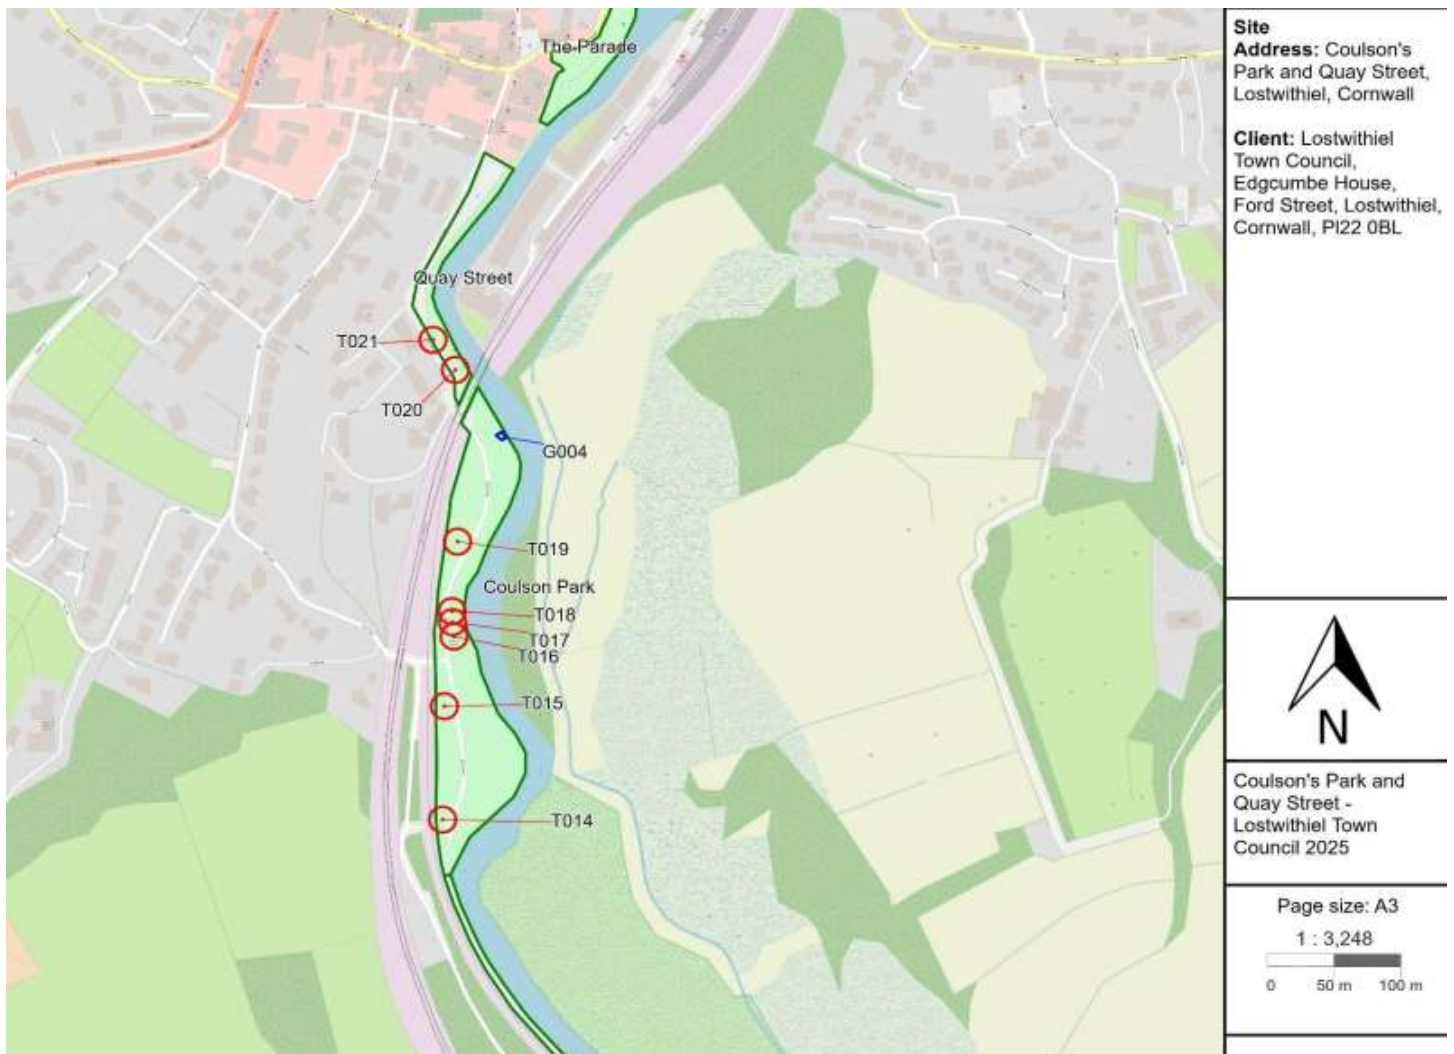 The Parade
Quay Street
T021
T020
G004
T019
Coulson Park
T018
T017
T016
T015
T014
Site
Address: Coulson's
Park and Quay Street,
Lostwithiel, Cornwall
Client: Lostwithiel
Town Council,
Edgcumbe House,
Ford Street, Lostwithiel,
Cornwall, Pl22 0BL
N
Coulson's Park and
Quay Street -
Lostwithiel Town
Council 2025
Page size: A3
1 : 3,248
0 50 m 100 m